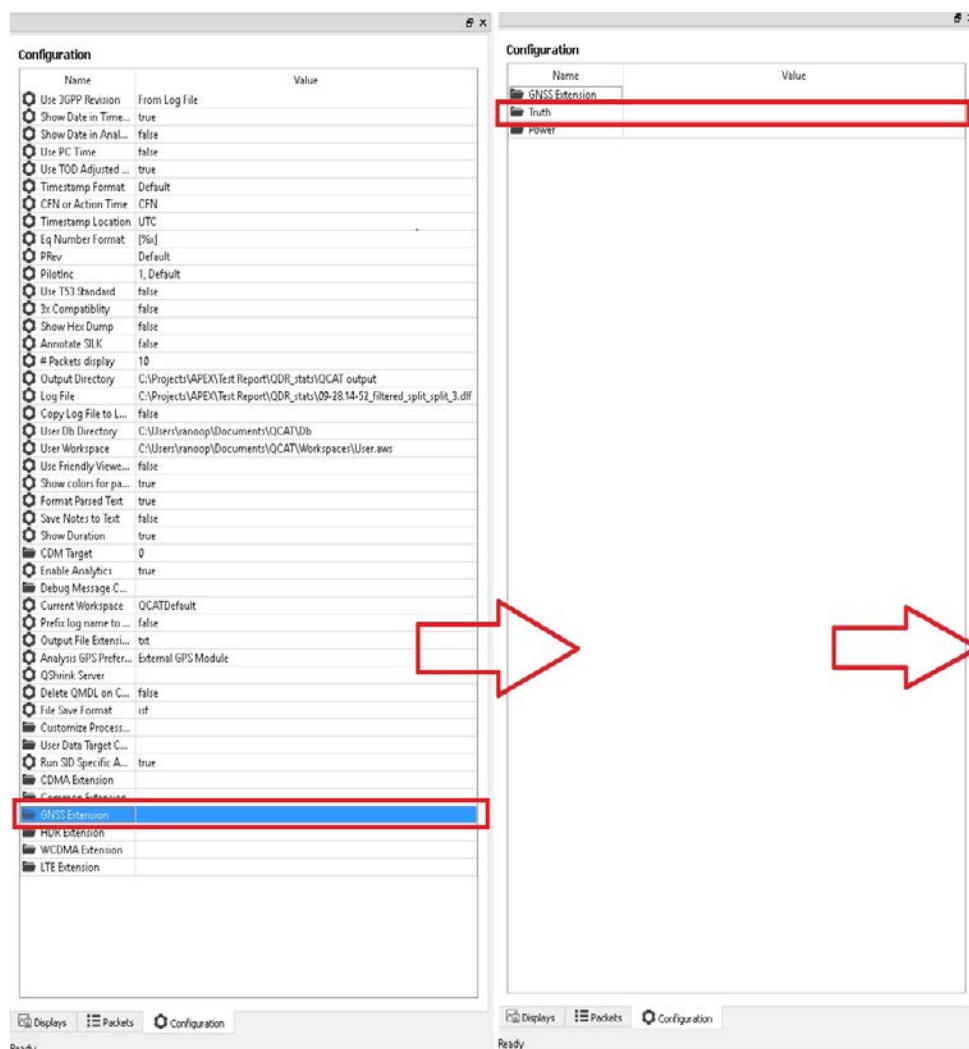 Configuration
Name Value
Use 3GPP Revision From Log File
Show Date in Time... true
Show Date in Anal... false
Use PC Time false
Use TOD Adjusted ... true
Timestamp Format Default
CFN or Action Time CFN
Timestamp Location UTC
Eq Number Format [%x]
PRev Default
PilotInc 1, Default
Use T53 Standard false
3x Compatiblity false
Show Hex Dump false
Annotate SILK false
# Packets display 10
Output Directory C:\Projects\APEX\Test Report\QDR_stats\QCAT output
Log File C:\Projects\APEX\Test Report\QDR_stats\09-28.14-52_filtered_split_split_3.dlf
Copy Log File to L... false
User Db Directory C:\Users\ranoop\Documents\QCAT\Db
User Workspace C:\Users\ranoop\Documents\QCAT\Workspaces\User.aws
Use Friendly Viewe... false
Show colors for pa... true
Format Parsed Text true
Save Notes to Text false
Show Duration true
CDM Target 0
Enable Analytics true
Debug Message C...
Current Workspace QCATDefault
Prefix log name to ... false
Output File Extensi... txt
Analysis GPS Prefer... External GPS Module
QShrink Server
Delete QMDL on C... false
File Save Format isf
Customize Process...
User Data Target C...
Run SID Specific A... true
CDMA Extension
Common Extension
GNSS Extension
HDR Extension
WCDMA Extension
LTE Extension
Displays Packets Configuration
Ready
Configuration
Name Value
GNSS Extension
Truth
Power
Displays Packets Configuration
Ready